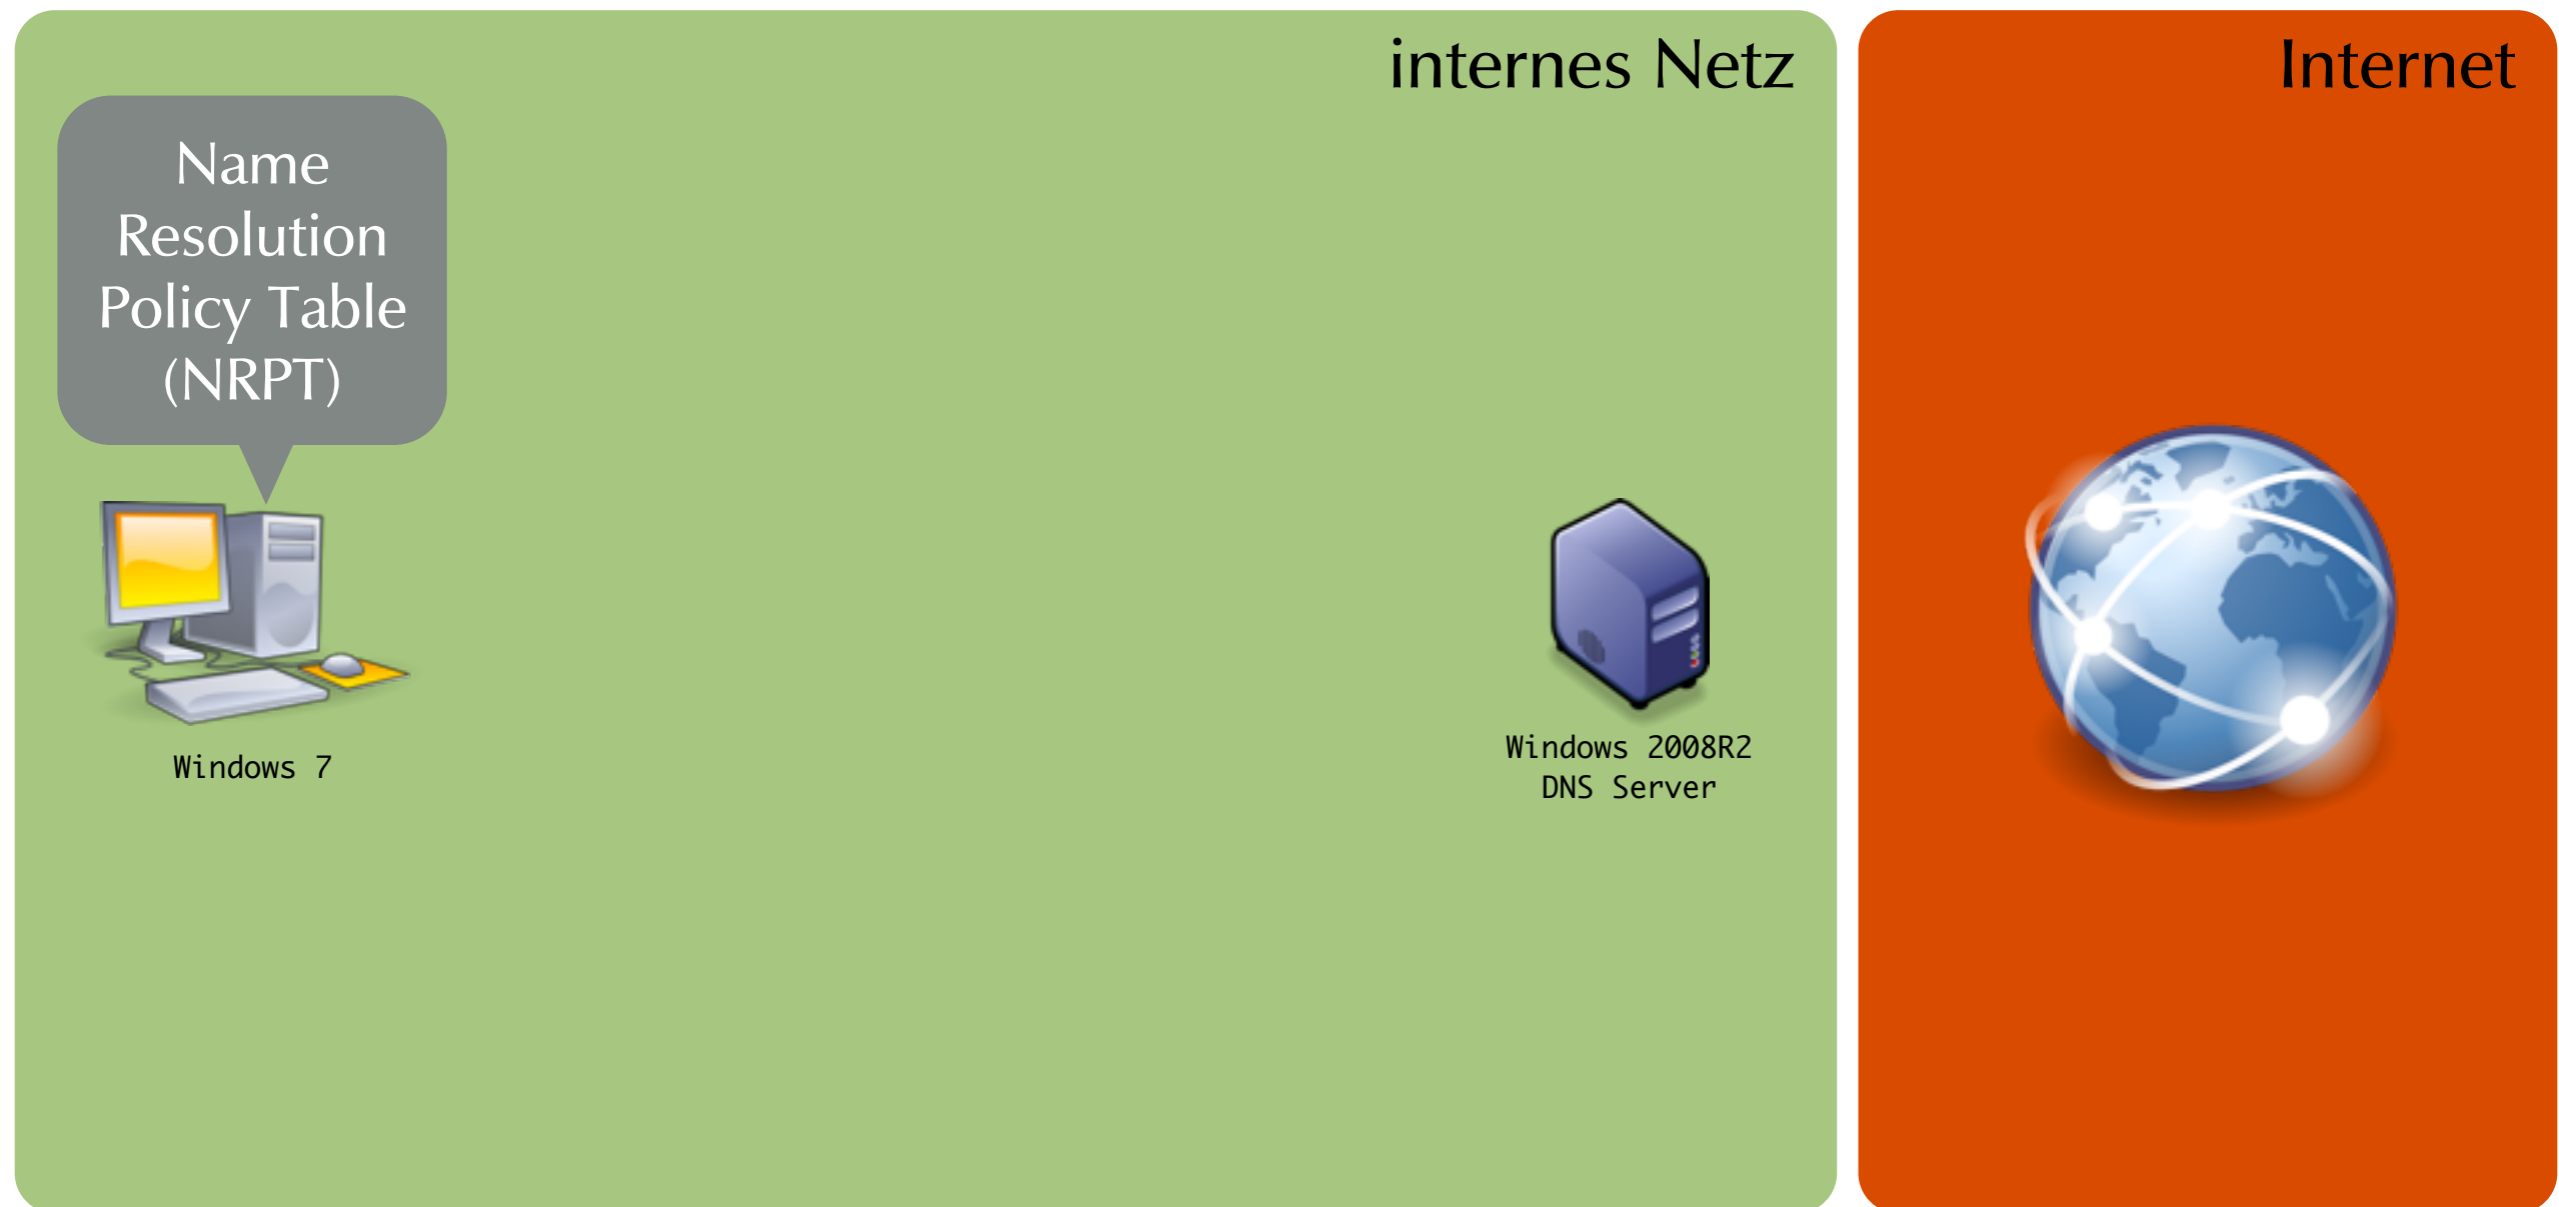 internes Netz
Internet
Name
Resolution
Policy Table
(NRPT)
Windows 7
Windows 2008R2
DNS Server